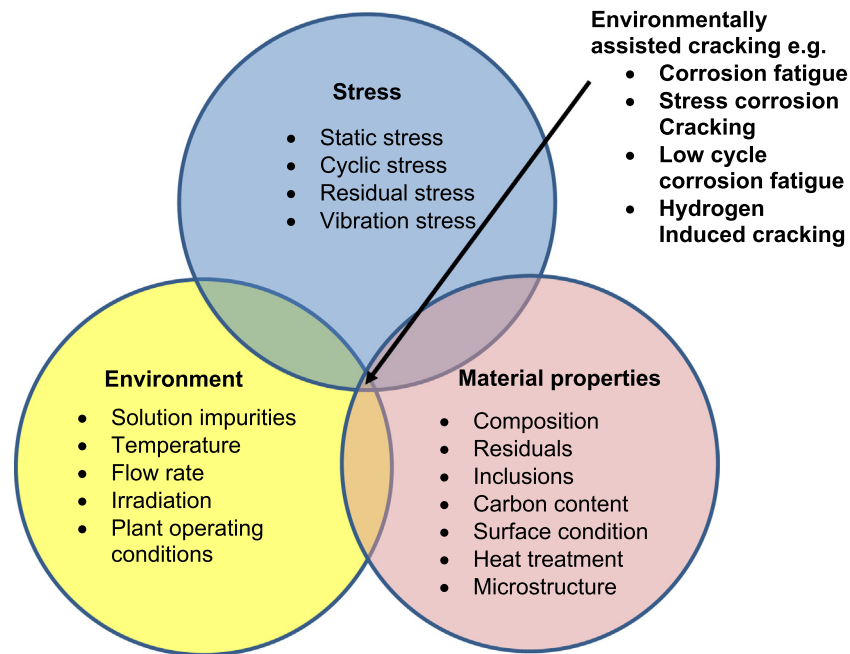 Environmentally
assisted cracking e.g.
• Corrosion fatigue
• Stress corrosion
Cracking
• Low cycle
corrosion fatigue
• Hydrogen
Induced cracking
Stress
• Static stress
• Cyclic stress
• Residual stress
• Vibration stress
Environment
• Solution impurities
• Temperature
• Flow rate
• Irradiation
• Plant operating
conditions
Material properties
• Composition
• Residuals
• Inclusions
• Carbon content
• Surface condition
• Heat treatment
• Microstructure